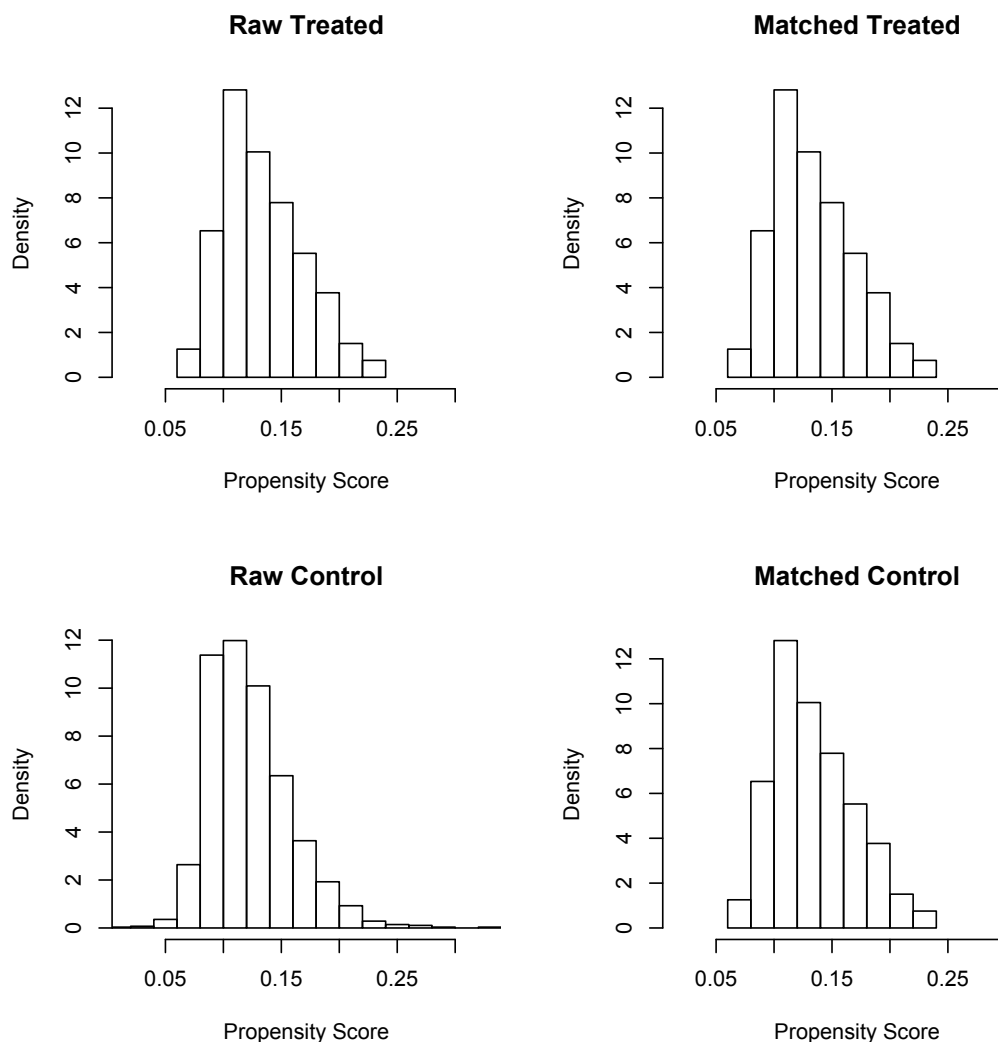 Raw Treated
Density
0 2 4 6 8 10 12
0.05 0.15 0.25
Propensity Score
Matched Treated
Density
0 2 4 6 8 10 12
0.05 0.15 0.25
Propensity Score
Raw Control
Density
0 2 4 6 8 10 12
0.05 0.15 0.25
Propensity Score
Matched Control
Density
0 2 4 6 8 10 12
0.05 0.15 0.25
Propensity Score